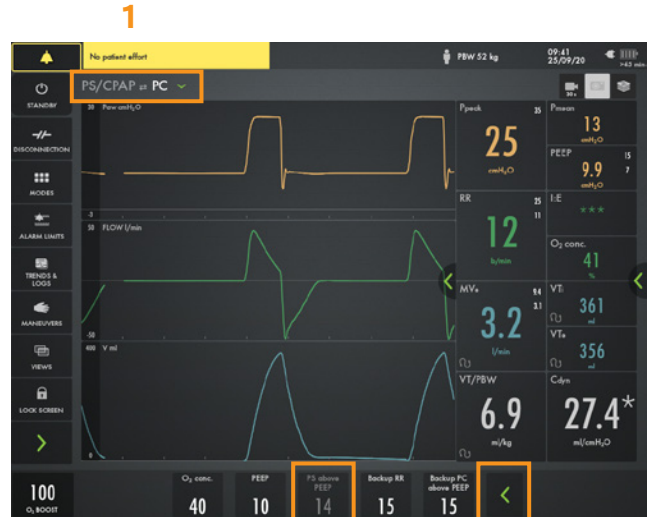 1
No patient effort
PBW 52 kg
09:41
25/09/20
>45 min.
STANDBY
PS/CPAP ⇌ PC
30 s
DISCONNECTION
MODES
ALARM LIMITS
TRENDS &
LOGS
MANEUVERS
VIEWS
LOCK SCREEN
100
O₂ BOOST
30 Paw cmH₂O
-3
50 FLOW l/min
-50
400 V ml
0
Ppeak 35
25
cmH₂O
Pmean
13
cmH₂O
PEEP 15
9.9 7
cmH₂O
RR 25
11
12
b/min
I:E
***
O₂ conc.
41
%
MVe 9.4
3.1
3.2
l/min
VTi
361
ml
VTe
356
ml
VT/PBW
6.9
ml/kg
Cdyn
27.4*
ml/cmH₂O
O₂ conc.
40
PEEP
10
PS above
PEEP
14
Backup RR
15
Backup PC
above PEEP
15